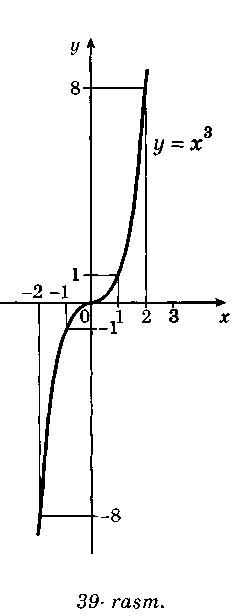 y
8
y = x³
1
-2 -1
0 1 2 3
x
-1
-8
39- rasm.